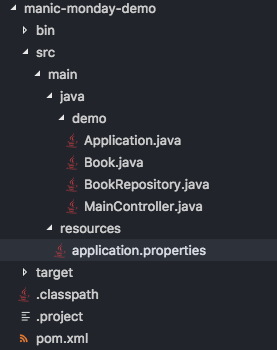 manic-monday-demo
bin
src
main
java
demo
Application.java
Book.java
BookRepository.java
MainController.java
resources
application.properties
target
.classpath
.project
pom.xml